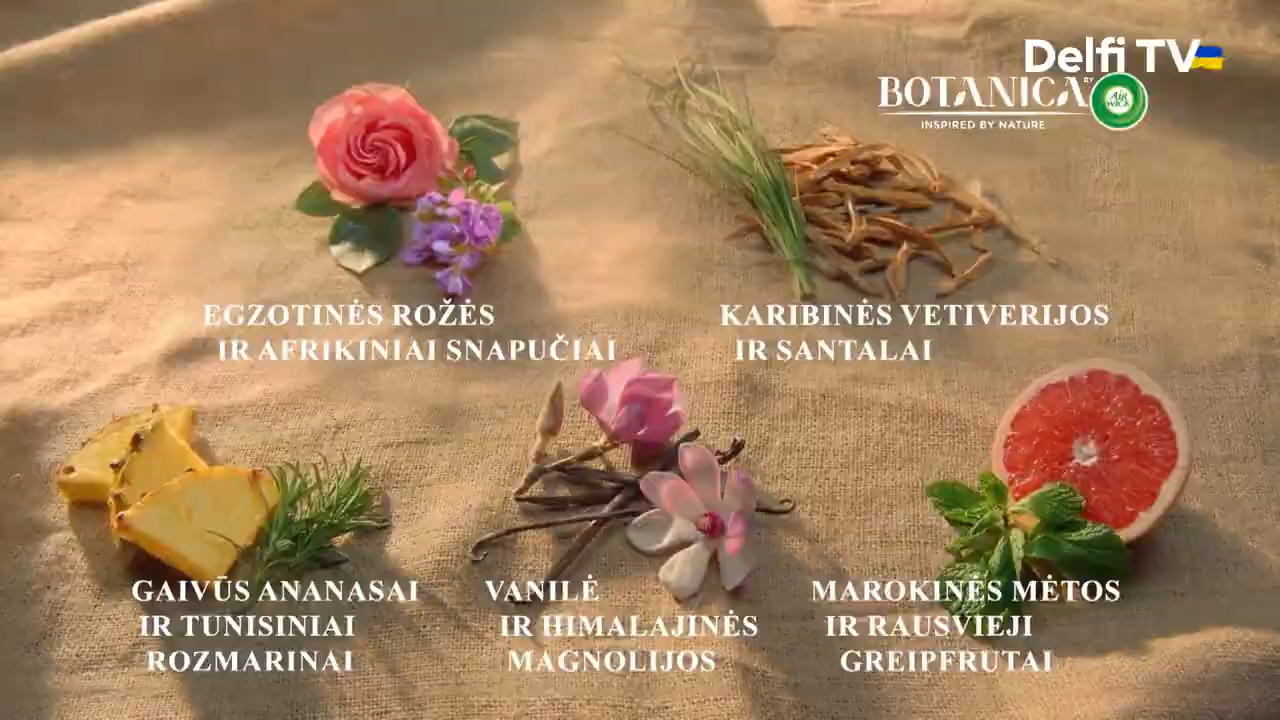 Delfi TV
BOTANICA
BY
Air Wick
INSPIRED BY NATURE
EGZOTINĖS ROŽĖS
IR AFRIKINIAI SNAPUČIAI
KARIBINĖS VETIVERIJOS
IR SANTALAI
GAIVŪS ANANASAI
IR TUNISINIAI
ROZMARINAI
VANILĖ
IR HIMALAJINĖS
MAGNOLIJOS
MAROKINĖS MĖTOS
IR RAUSVIEJI
GREIPFRUTAI